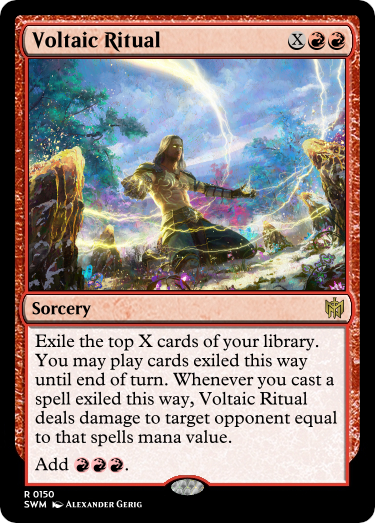 Voltaic Ritual X R R
Sorcery
Exile the top X cards of your library.
You may play cards exiled this way
until end of turn. Whenever you cast a
spell exiled this way, Voltaic Ritual
deals damage to target opponent equal
to that spells mana value.
Add R R R.
R 0150
SWM Alexander Gerig